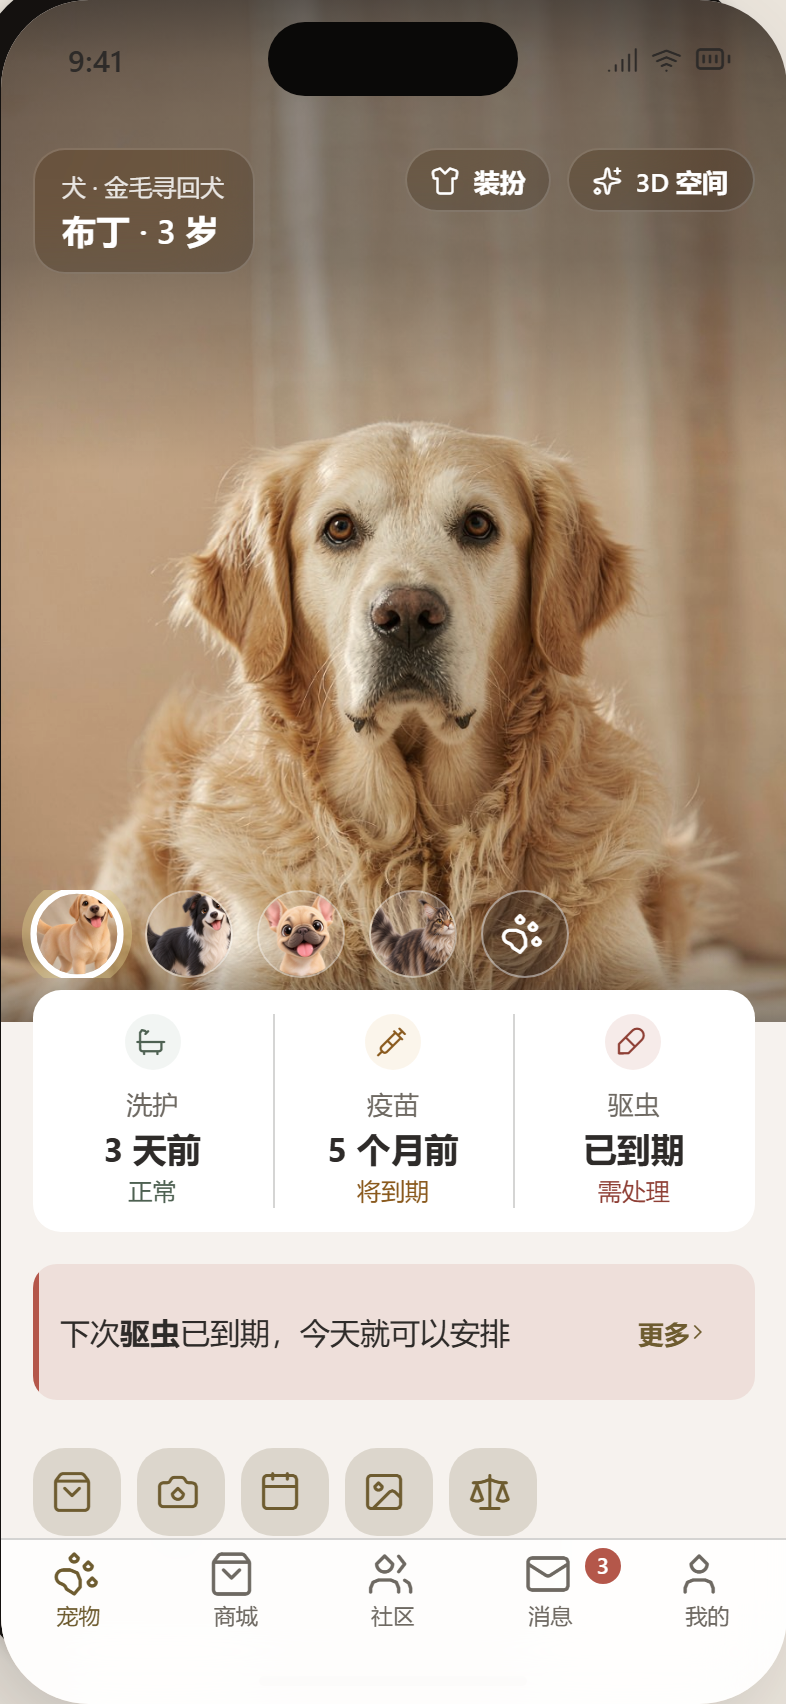 9:41
犬 · 金毛寻回犬
布丁 · 3 岁
装扮
3D 空间
洗护
3 天前
正常
疫苗
5 个月前
将到期
驱虫
已到期
需处理
下次驱虫已到期，今天就可以安排
更多
宠物
商城
社区
消息
3
我的